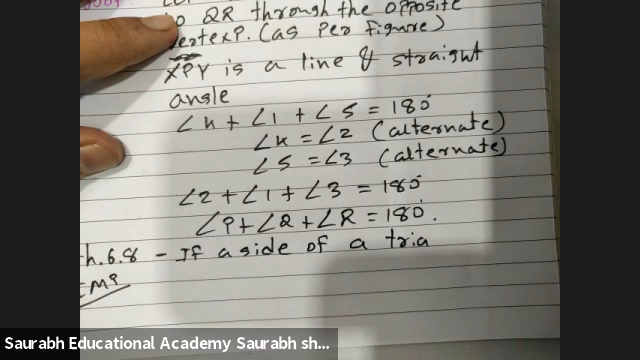 to QR through the opposite
vertex P. (as per figure)
XPY is a line & straight
angle
∠4 + ∠1 + ∠5 = 180°
∠4 = ∠2 (alternate)
∠5 = ∠3 (alternate)
∠2 + ∠1 + ∠3 = 180°
∠P + ∠Q + ∠R = 180°.
th. 6.8 - If a side of a tria
Saurabh Educational Academy Saurabh sh...